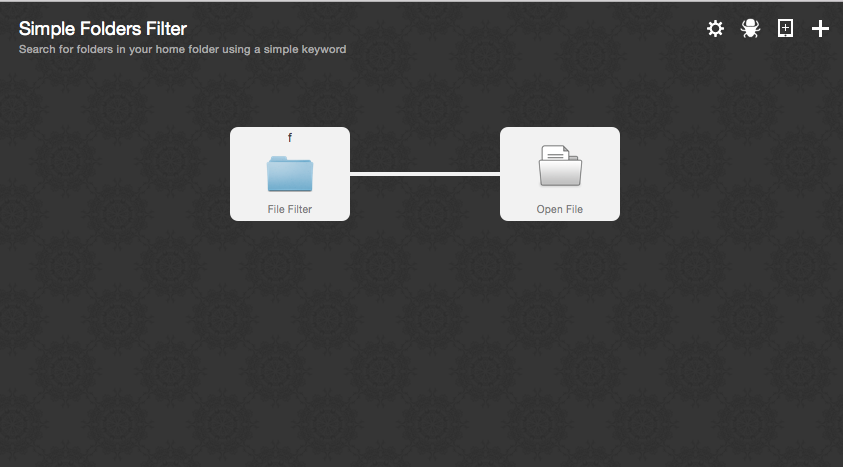 Simple Folders Filter
Search for folders in your home folder using a simple keyword
f
File Filter
Open File